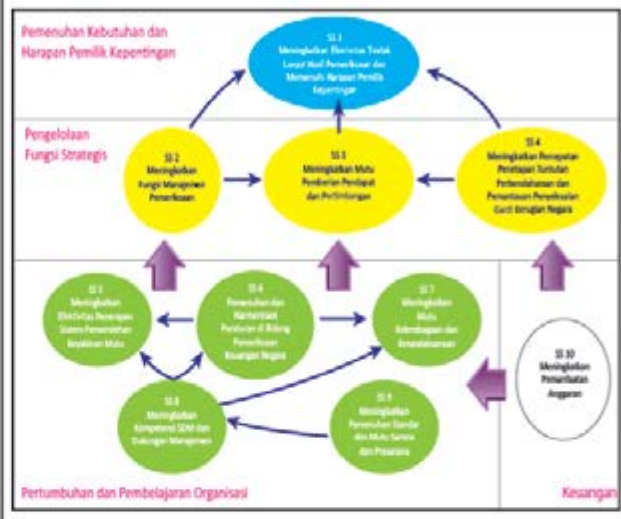 Pemenuhan Kebutuhan dan
Harapan Pemilik Kepentingan
SS 1
Meningkatkan Efektivitas Tindak
Lanjut Hasil Pemeriksaan dan
Memenuhi Harapan Pemilik
Kepentingan
Pengelolaan
Fungsi Strategis
SS 2
Meningkatkan
Fungsi Manajemen
Pemeriksaan
SS 3
Meningkatkan Mutu
Pemberian Pendapat
dan Pertimbangan
SS 4
Meningkatkan Percepatan
Penetapan Tuntutan
Perbendaharaan dan
Pemantauan Penyelesaian
Ganti Kerugian Negara
SS 5
Meningkatkan
Efektivitas Penerapan
Sistem Pemerolehan
Keyakinan Mutu
SS 6
Pemenuhan dan
Harmonisasi
Peraturan di Bidang
Pemeriksaan
Keuangan Negara
SS 7
Meningkatkan
Mutu
Kelembagaan dan
Ketatalaksanaan
SS 8
Meningkatkan
Kompetensi SDM dan
Dukungan Manajemen
SS 9
Meningkatkan
Pemenuhan Standar
dan Mutu Sarana
dan Prasarana
SS 10
Meningkatkan
Pemanfaatan
Anggaran
Pertumbuhan dan Pembelajaran Organisasi
Keuangan